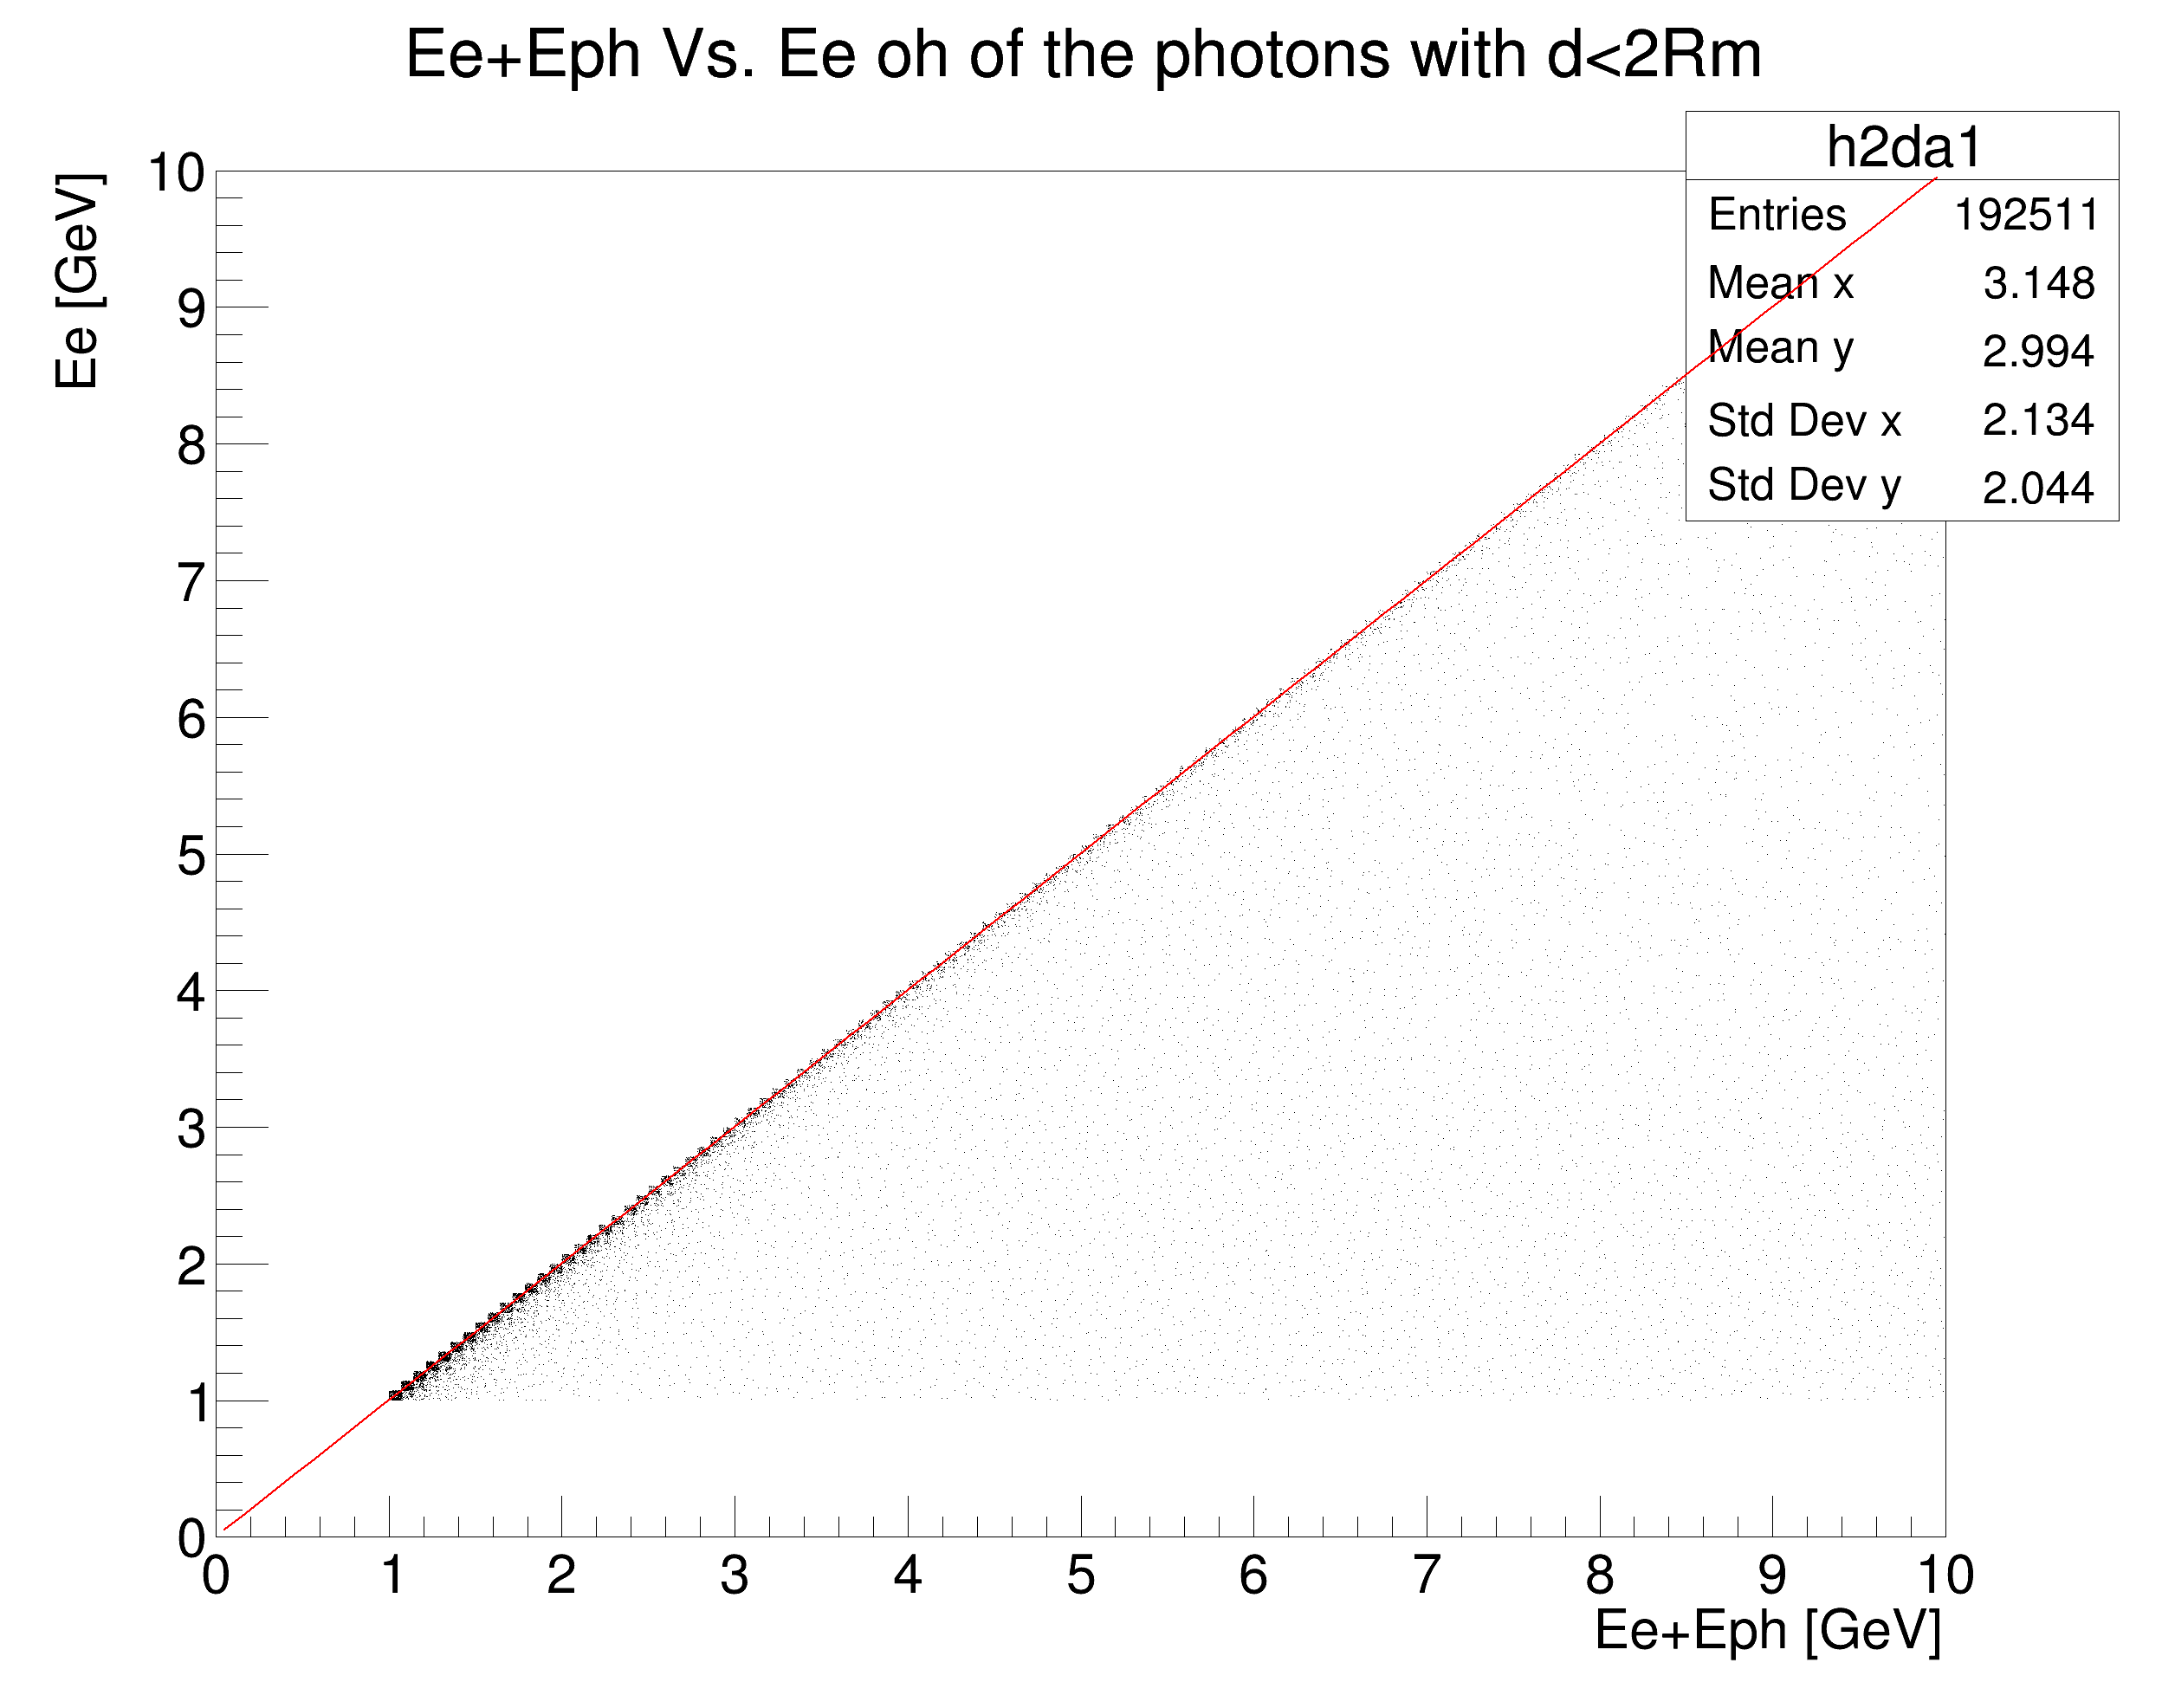 Ee+Eph Vs. Ee oh of the photons with d<2Rm
h2da1
Entries 192511
Mean x 3.148
Mean y 2.994
Std Dev x 2.134
Std Dev y 2.044
Ee [GeV]
10
9
8
7
6
5
4
3
2
1
0
0 1 2 3 4 5 6 7 8 9 10
Ee+Eph [GeV]